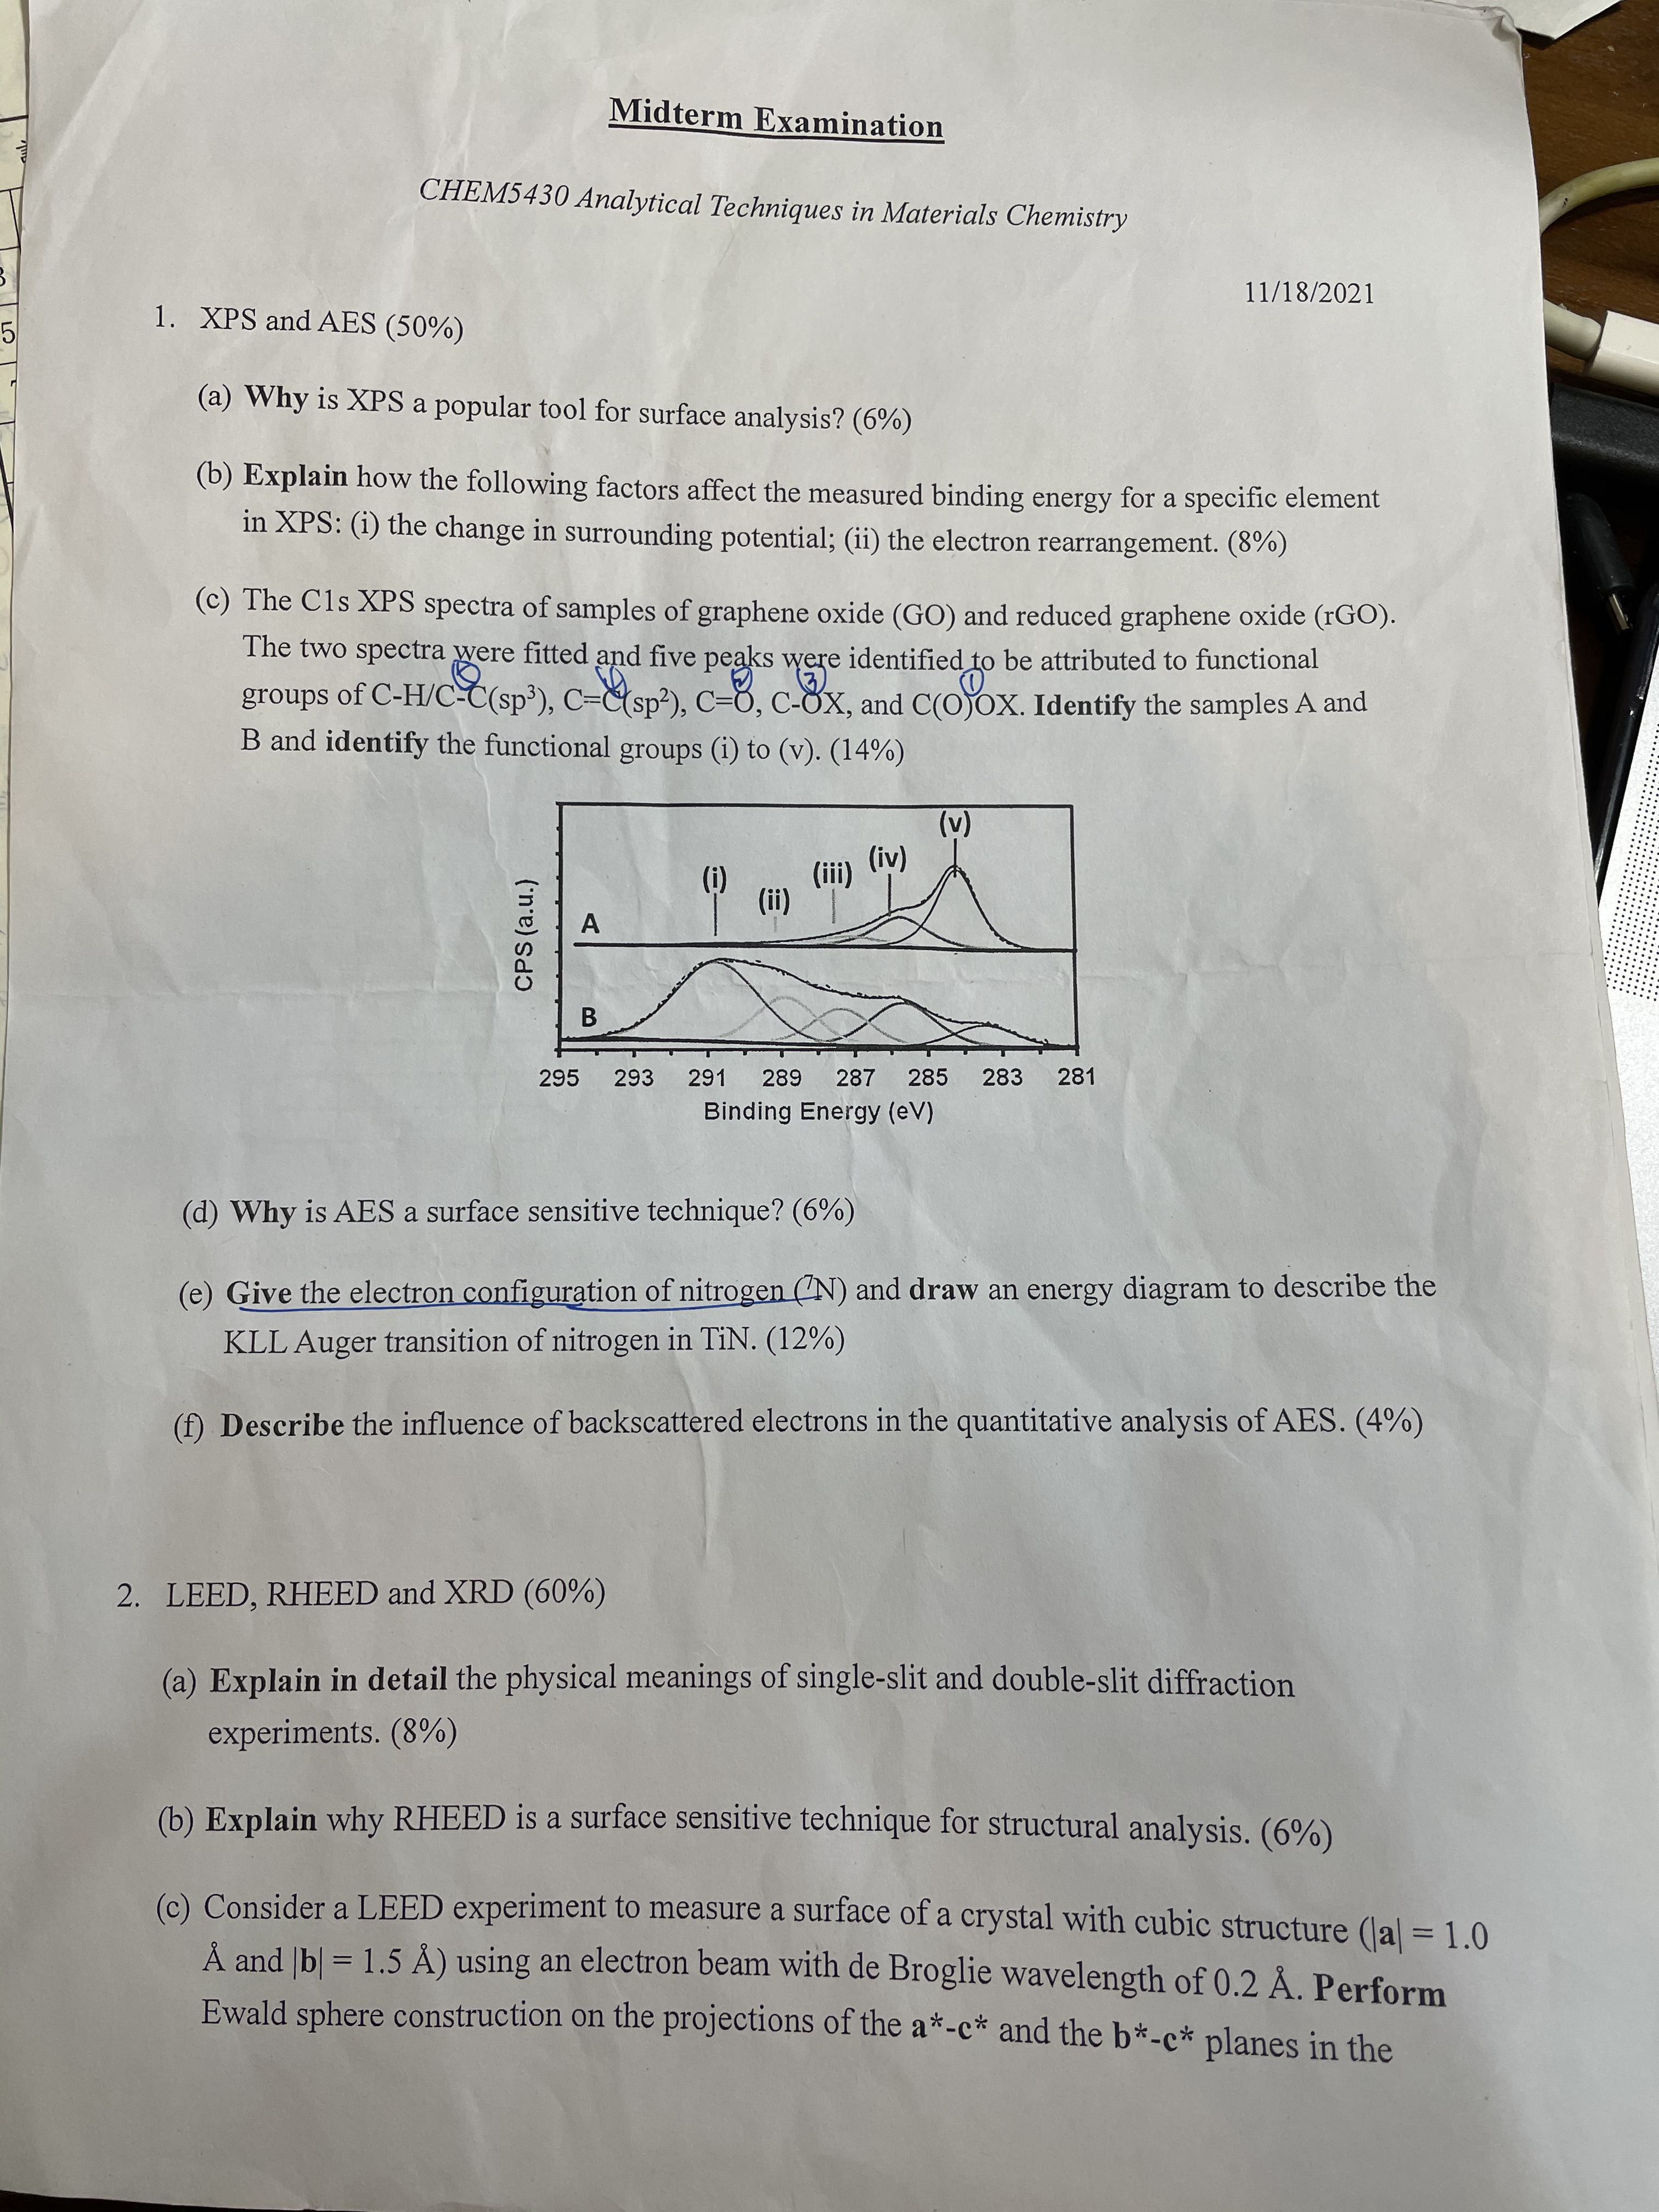 Midterm Examination
CHEM5430 Analytical Techniques in Materials Chemistry
11/18/2021
1. XPS and AES (50%)
(a) Why is XPS a popular tool for surface analysis? (6%)
(b) Explain how the following factors affect the measured binding energy for a specific element
in XPS: (i) the change in surrounding potential; (ii) the electron rearrangement. (8%)
(c) The C1s XPS spectra of samples of graphene oxide (GO) and reduced graphene oxide (rGO).
The two spectra were fitted and five peaks were identified to be attributed to functional
groups of C-H/C-C(sp³), C=C(sp²), C=O, C-OX, and C(O)OX. Identify the samples A and
B and identify the functional groups (i) to (v). (14%)
(v)
(iv)
(iii)
(i)
(ii)
A
CPS (a.u.)
B
295 293 291 289 287 285 283 281
Binding Energy (eV)
(d) Why is AES a surface sensitive technique? (6%)
(e) Give the electron configuration of nitrogen (⁷N) and draw an energy diagram to describe the
KLL Auger transition of nitrogen in TiN. (12%)
(f) Describe the influence of backscattered electrons in the quantitative analysis of AES. (4%)
2. LEED, RHEED and XRD (60%)
(a) Explain in detail the physical meanings of single-slit and double-slit diffraction
experiments. (8%)
(b) Explain why RHEED is a surface sensitive technique for structural analysis. (6%)
(c) Consider a LEED experiment to measure a surface of a crystal with cubic structure (|a| = 1.0
Å and |b| = 1.5 Å) using an electron beam with de Broglie wavelength of 0.2 Å. Perform
Ewald sphere construction on the projections of the a*-c* and the b*-c* planes in the